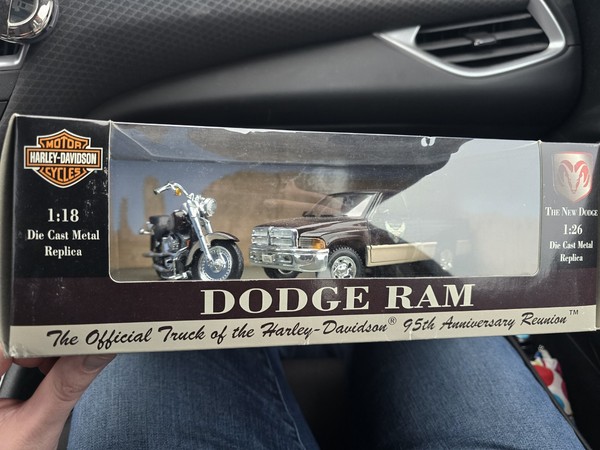 MOTOR
HARLEY-DAVIDSON
CYCLES
1:18
Die Cast Metal
Replica
The New Dodge
1:26
Die Cast Metal
Replica
DODGE RAM
The Official Truck of the Harley-Davidson® 95th Anniversary Reunion™